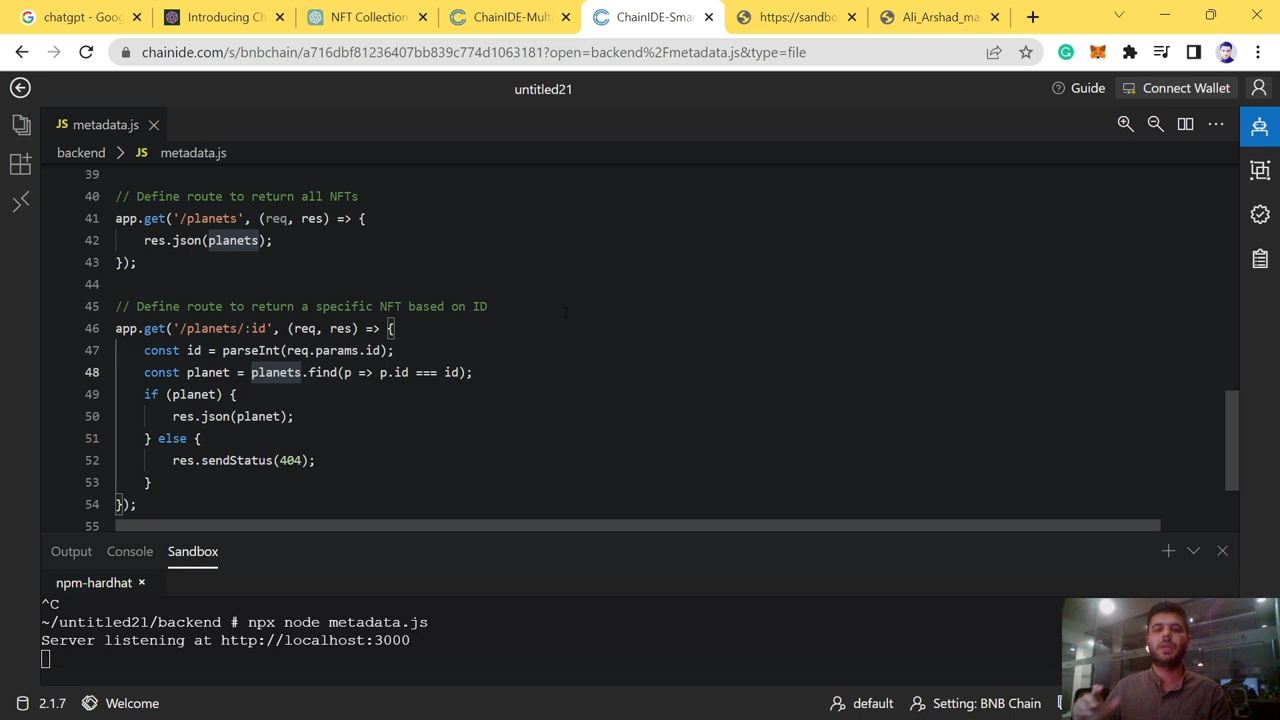 chatgpt - Goog
Introducing Ch
NFT Collection
ChainIDE-Multi
ChainIDE-Smar
https://sandbo
Ali_Arshad_ma
chainide.com/s/bnbchain/a716dbf81236407bb839c774d1063181?open=backend%2Fmetadata.js&type=file
untitled21
Guide
Connect Wallet
JS metadata.js
backend > JS metadata.js
39
40 // Define route to return all NFTs
41 app.get('/planets', (req, res) => {
42 res.json(planets);
43 });
44
45 // Define route to return a specific NFT based on ID
46 app.get('/planets/:id', (req, res) => {
47 const id = parseInt(req.params.id);
48 const planet = planets.find(p => p.id === id);
49 if (planet) {
50 res.json(planet);
51 } else {
52 res.sendStatus(404);
53 }
54 });
55
Output Console Sandbox
npm-hardhat ×
^C
~/untitled21/backend # npx node metadata.js
Server listening at http://localhost:3000
2.1.7 Welcome default Setting: BNB Chain